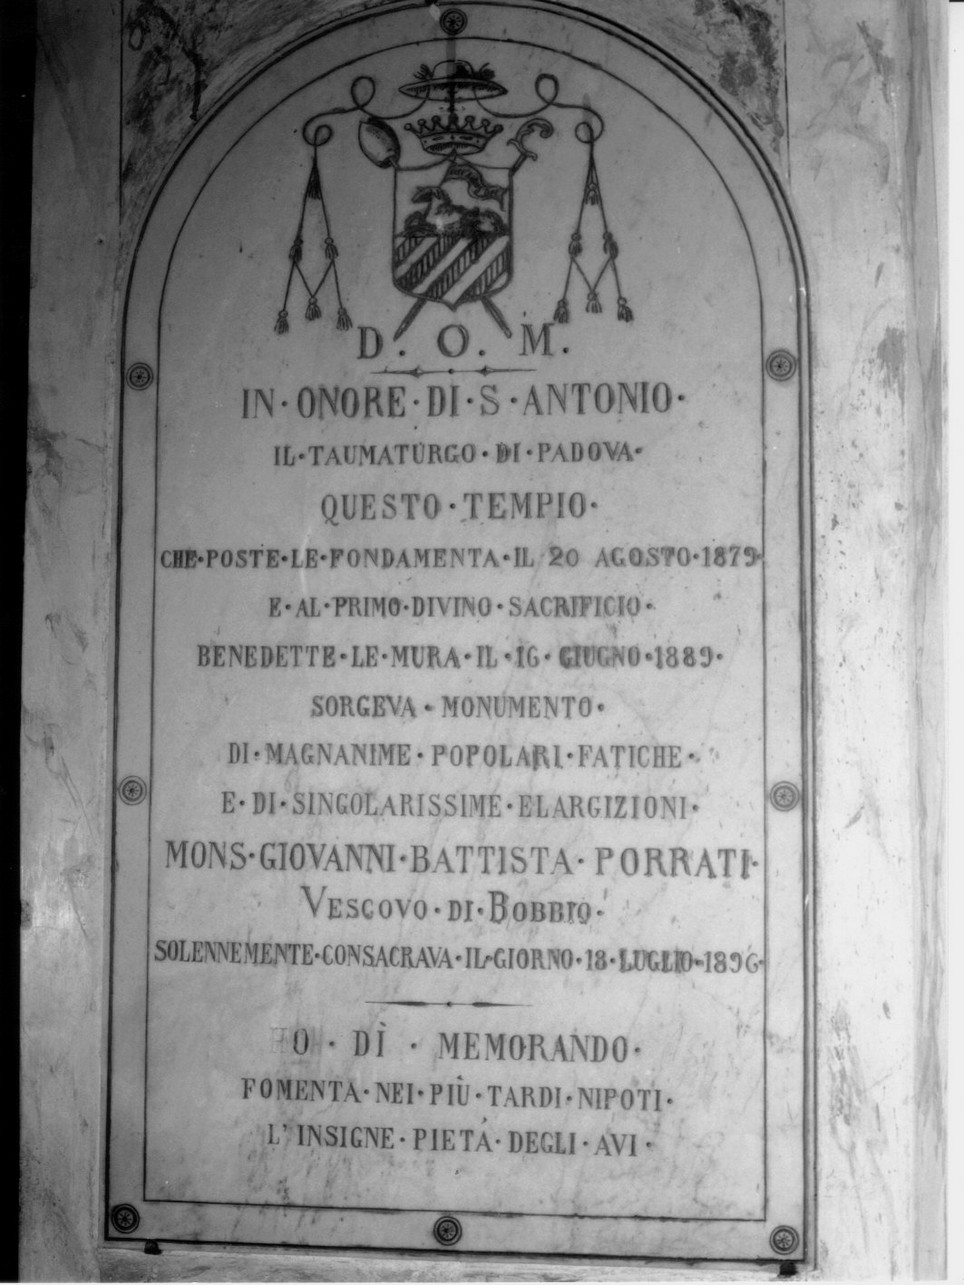 D. O. M.
IN·ONORE·DI·S·ANTONIO·
IL·TAUMATURGO·DI·PADOVA·
QUESTO·TEMPIO·
CHE·POSTE·LE·FONDAMENTA·IL·20 AGOSTO·1879·
E·AL·PRIMO·DIVINO·SACRIFICIO·
BENEDETTE·LE·MURA·IL·16·GIUGNO·1889·
SORGEVA·MONUMENTO·
DI·MAGNANIME·POPOLARI·FATICHE·
E·DI·SINGOLARISSIME·ELARGIZIONI·
MONS·GIOVANNI·BATTISTA·PORRATI·
VESCOVO·DI·BOBBIO·
SOLENNEMENTE·CONSACRAVA·IL·GIORNO·18·LUGLIO·1896·
HO · DÌ · MEMORANDO·
FOMENTA·NEI·PIÙ·TARDI·NIPOTI·
L'INSIGNE·PIETÀ·DEGLI·AVI·